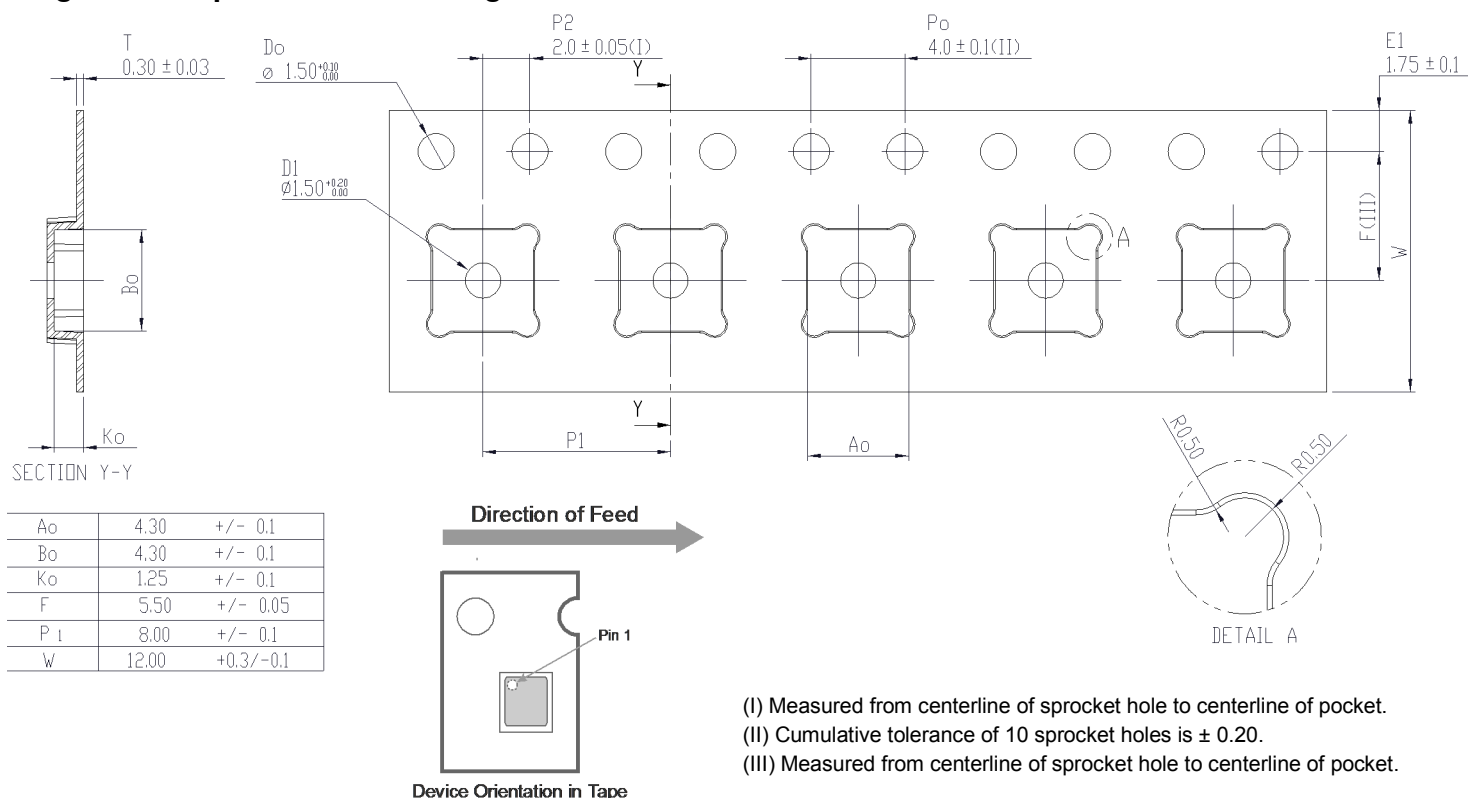 T
0.30 ± 0.03
Do
ø 1.50+0.10 0.00
P2
2.0 ± 0.05(I)
Y
Po
4.0 ± 0.1(II)
E1
1.75 ± 0.1
D1
Ø1.50+0.20 0.00
A
F(III)
W
Bo
Ko
SECTION Y-Y
Y
P1
Ao
R0.50
R0.50
DETAIL A
Ao 4.30 +/- 0.1
Bo 4.30 +/- 0.1
Ko 1.25 +/- 0.1
F 5.50 +/- 0.05
P 1 8.00 +/- 0.1
W 12.00 +0.3/-0.1
Direction of Feed
Pin 1
Device Orientation in Tape
(I) Measured from centerline of sprocket hole to centerline of pocket.
(II) Cumulative tolerance of 10 sprocket holes is ± 0.20.
(III) Measured from centerline of sprocket hole to centerline of pocket.